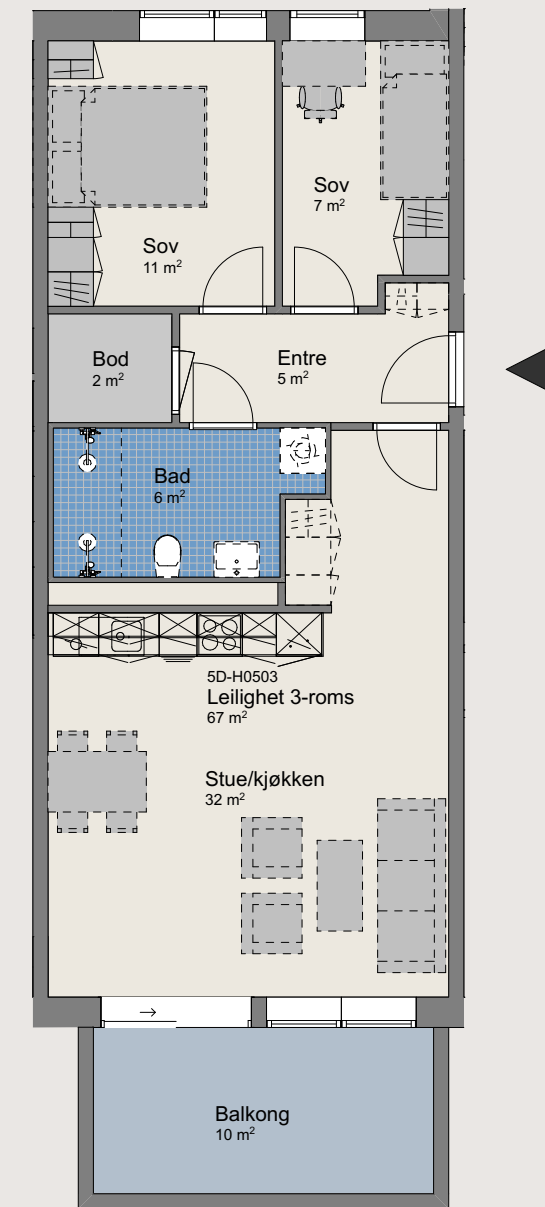 Sov
7 m²
Sov
11 m²
Bod
2 m²
Entre
5 m²
Bad
6 m²
5D-H0503
Leilighet 3-roms
67 m²
Stue/kjøkken
32 m²
Balkong
10 m²